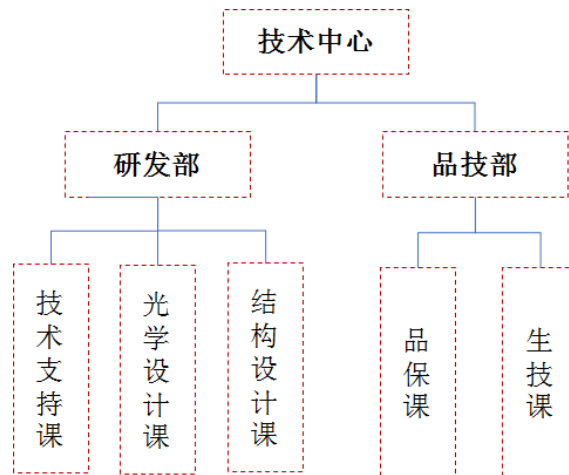 技术中心
研发部
品技部
技术支持课
光学设计课
结构设计课
品保课
生技课